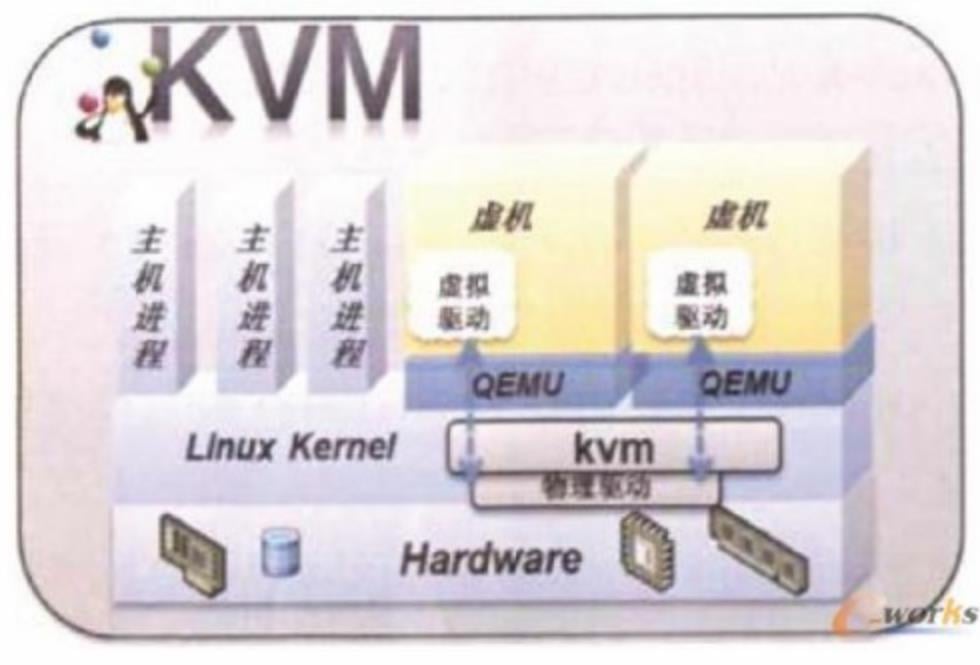 KVM
主机进程
主机进程
主机进程
虚机
虚拟
驱动
QEMU
虚机
虚拟
驱动
QEMU
Linux Kernel
kvm
物理驱动
Hardware
e-works